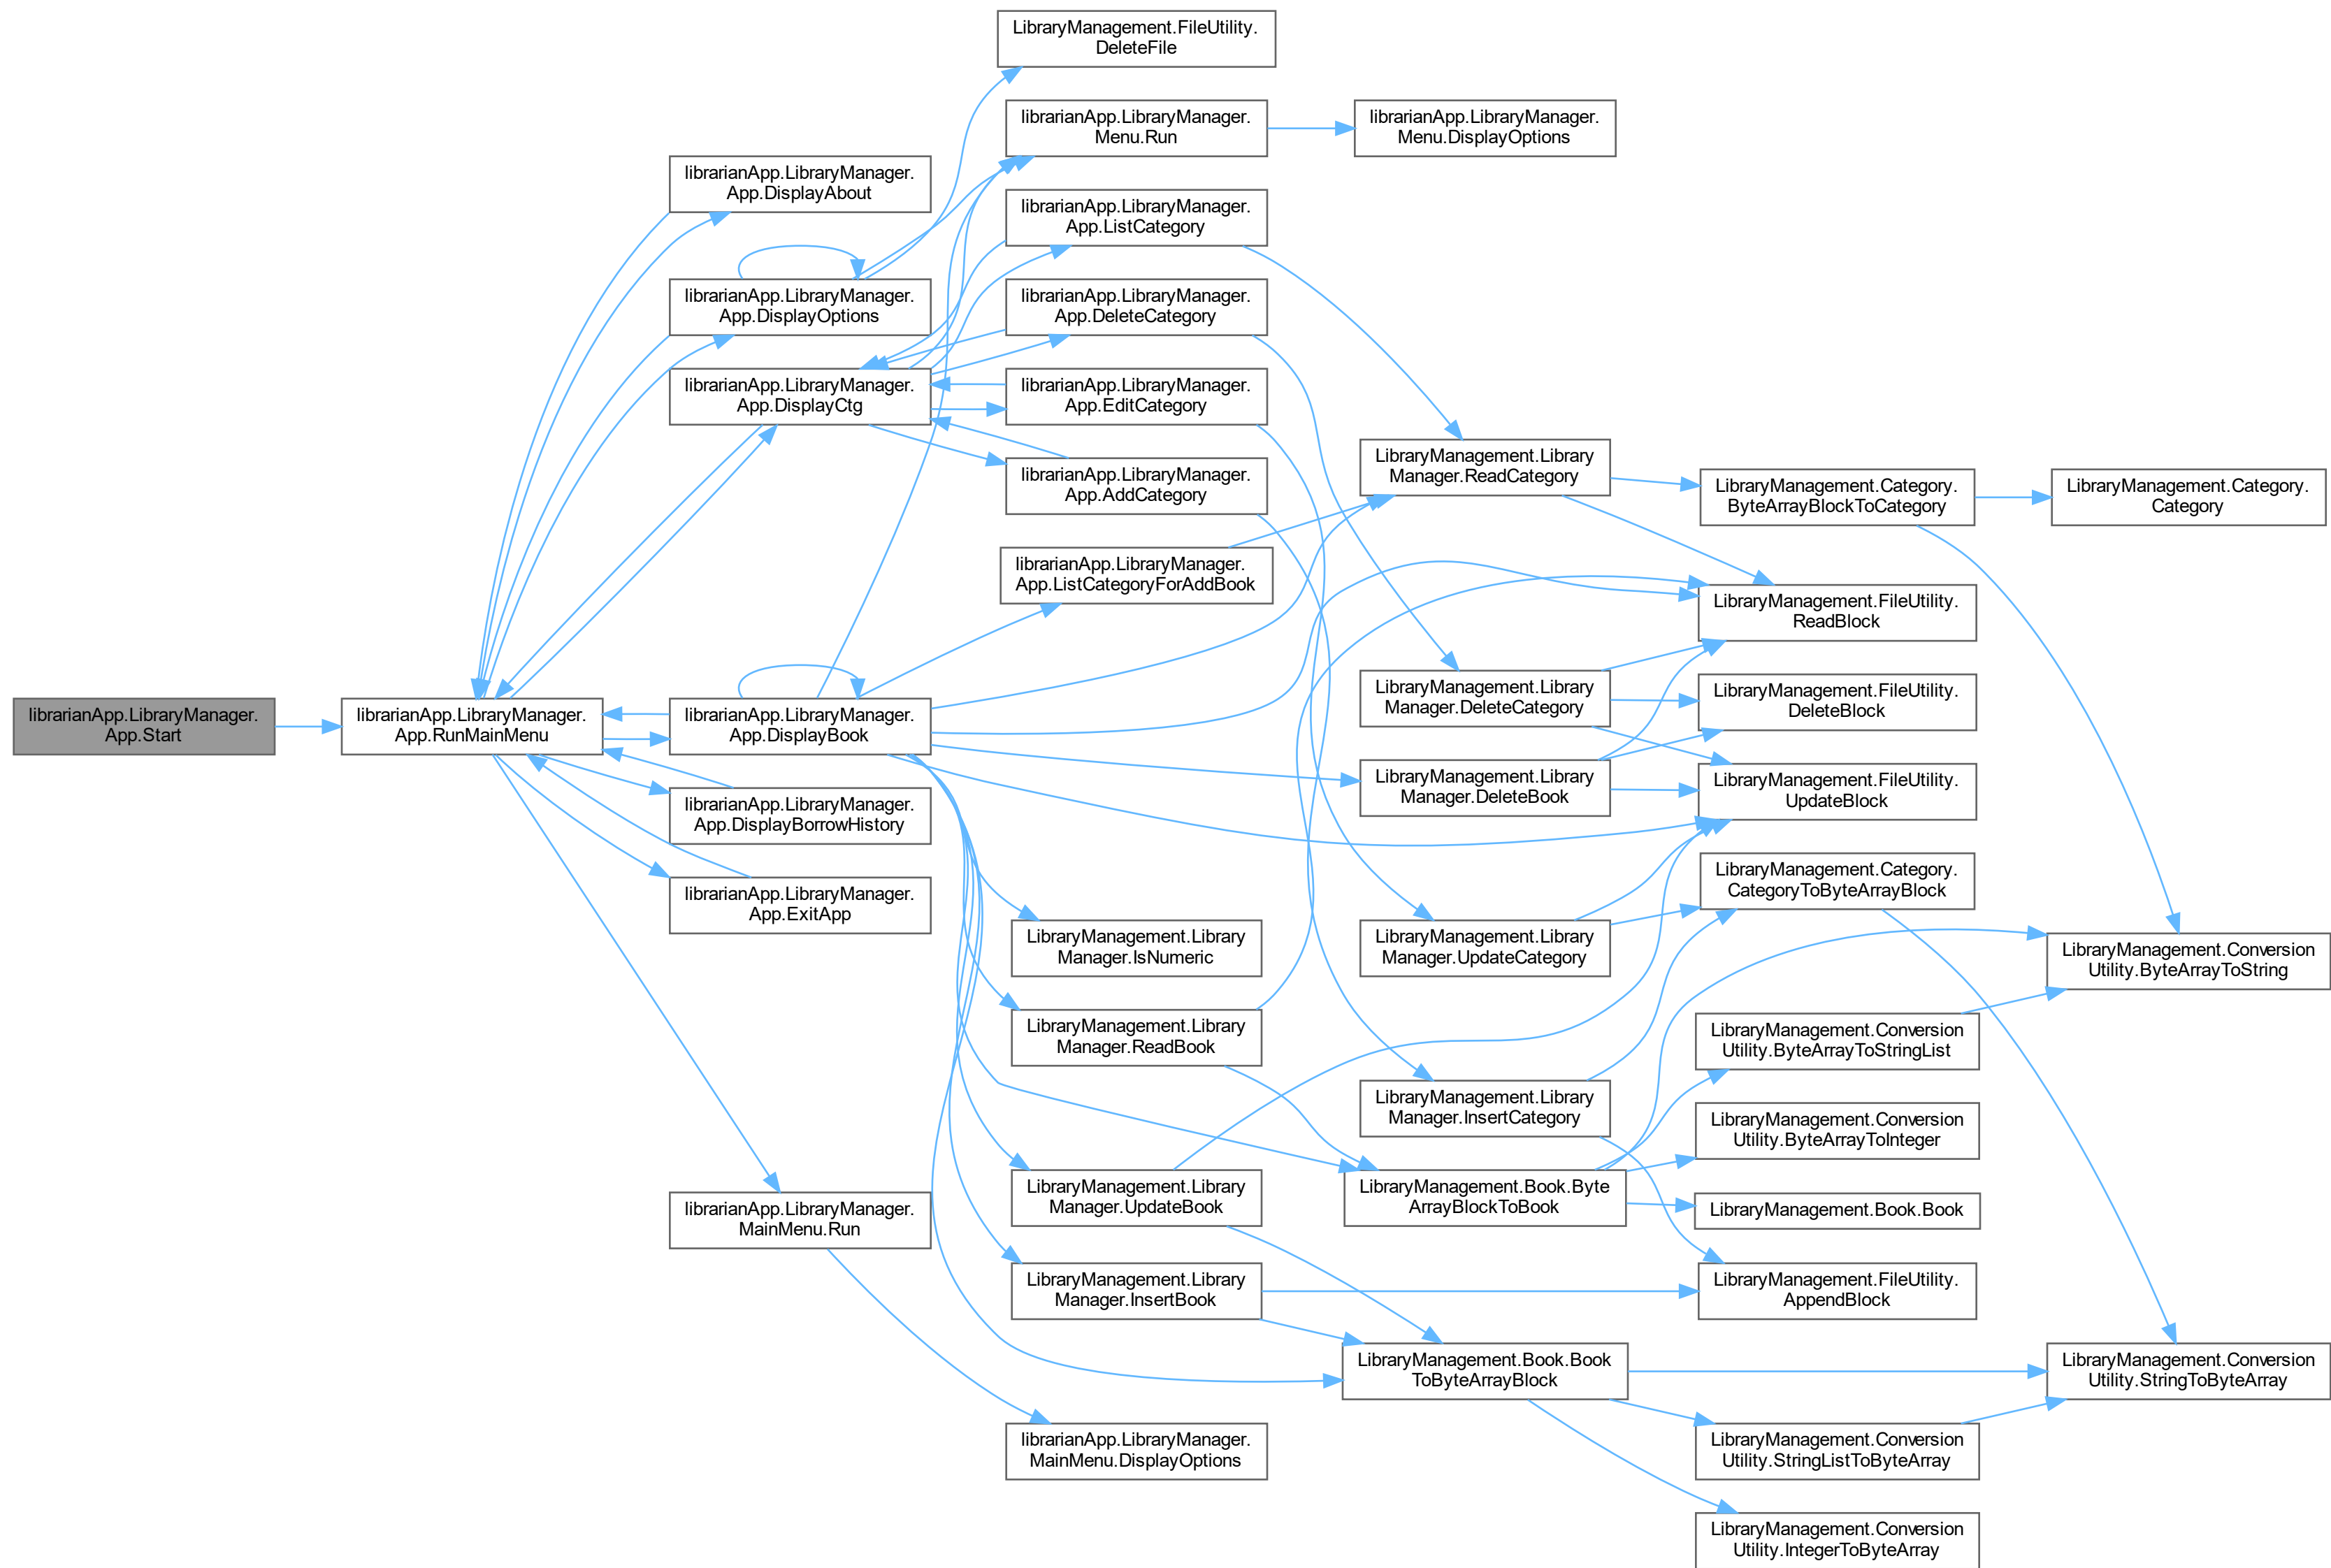 LibraryManagement.FileUtility.
DeleteFile
librarianApp.LibraryManager.
Menu.Run
librarianApp.LibraryManager.
Menu.DisplayOptions
librarianApp.LibraryManager.
App.DisplayAbout
librarianApp.LibraryManager.
App.ListCategory
librarianApp.LibraryManager.
App.DisplayOptions
librarianApp.LibraryManager.
App.DeleteCategory
librarianApp.LibraryManager.
App.DisplayCtg
librarianApp.LibraryManager.
App.EditCategory
librarianApp.LibraryManager.
App.AddCategory
LibraryManagement.Library
Manager.ReadCategory
LibraryManagement.Category.
ByteArrayBlockToCategory
LibraryManagement.Category.
Category
librarianApp.LibraryManager.
App.ListCategoryForAddBook
LibraryManagement.FileUtility.
ReadBlock
librarianApp.LibraryManager.
App.Start
librarianApp.LibraryManager.
App.RunMainMenu
librarianApp.LibraryManager.
App.DisplayBook
LibraryManagement.Library
Manager.DeleteCategory
LibraryManagement.FileUtility.
DeleteBlock
LibraryManagement.Library
Manager.DeleteBook
LibraryManagement.FileUtility.
UpdateBlock
librarianApp.LibraryManager.
App.DisplayBorrowHistory
librarianApp.LibraryManager.
App.ExitApp
LibraryManagement.Category.
CategoryToByteArrayBlock
LibraryManagement.Library
Manager.IsNumeric
LibraryManagement.Library
Manager.UpdateCategory
LibraryManagement.Conversion
Utility.ByteArrayToString
LibraryManagement.Library
Manager.ReadBook
LibraryManagement.Conversion
Utility.ByteArrayToStringList
LibraryManagement.Library
Manager.InsertCategory
LibraryManagement.Conversion
Utility.ByteArrayToInteger
librarianApp.LibraryManager.
MainMenu.Run
LibraryManagement.Library
Manager.UpdateBook
LibraryManagement.Book.Byte
ArrayBlockToBook
LibraryManagement.Book.Book
LibraryManagement.Library
Manager.InsertBook
LibraryManagement.FileUtility.
AppendBlock
LibraryManagement.Book.Book
ToByteArrayBlock
LibraryManagement.Conversion
Utility.StringToByteArray
librarianApp.LibraryManager.
MainMenu.DisplayOptions
LibraryManagement.Conversion
Utility.StringListToByteArray
LibraryManagement.Conversion
Utility.IntegerToByteArray